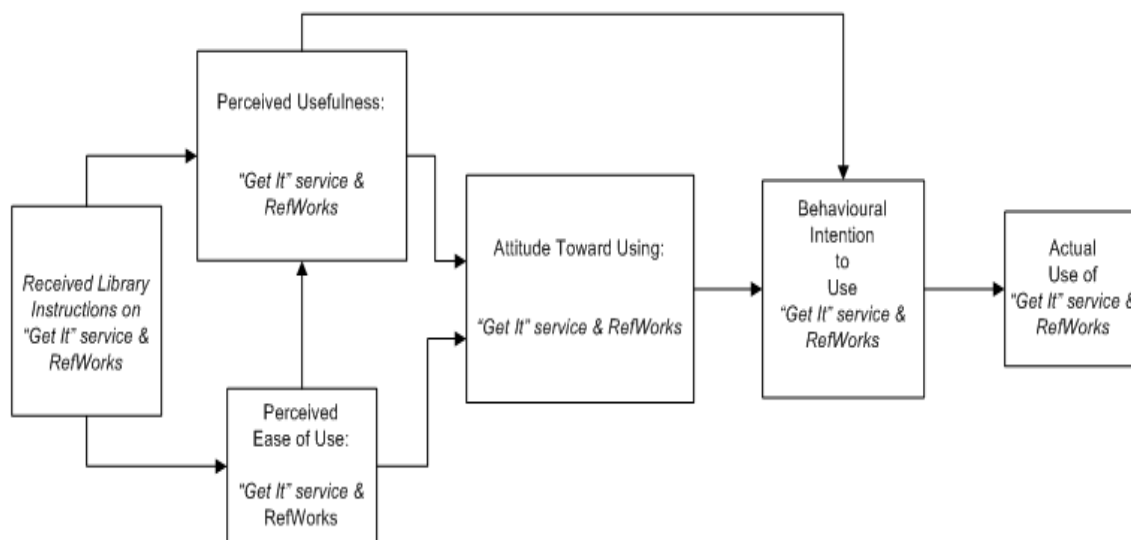 Perceived Usefulness:
"Get It" service &
RefWorks
Received Library
Instructions on
"Get It" service &
RefWorks
Perceived
Ease of Use:
"Get It" service &
RefWorks
Attitude Toward Using:
"Get It" service & RefWorks
Behavioural
Intention
to
Use
"Get It" service &
RefWorks
Actual
Use of
"Get It" service &
RefWorks